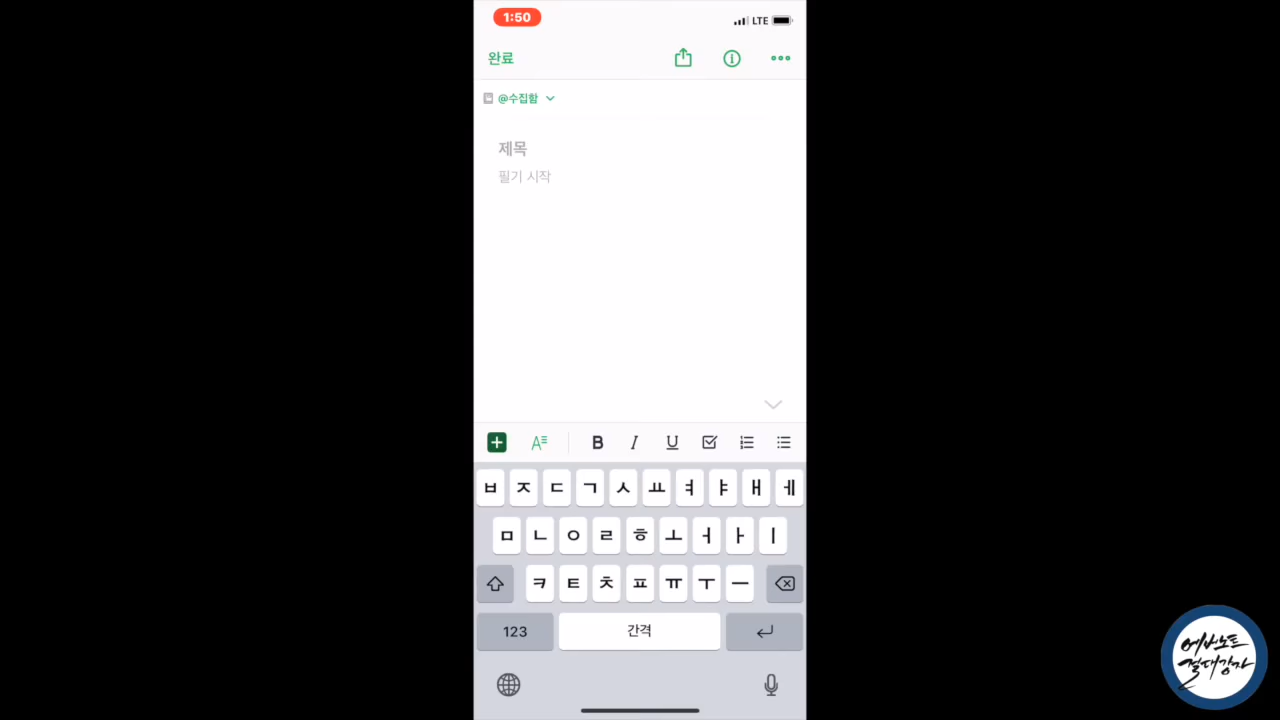 1:50
LTE
완료
@수집함
제목
필기 시작
B I U
ㅂ ㅈ ㄷ ㄱ ㅅ ㅛ ㅕ ㅑ ㅐ ㅔ
ㅁ ㄴ ㅇ ㄹ ㅎ ㅗ ㅓ ㅏ ㅣ
ㅋ ㅌ ㅊ ㅍ ㅠ ㅜ ㅡ
123 간격
에버노트
절대강자